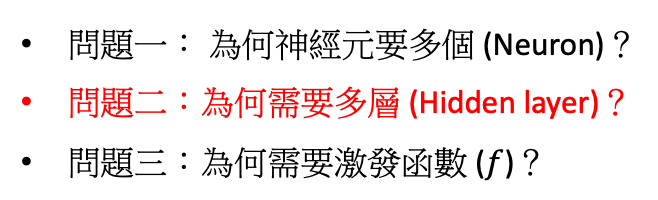 • 問題一： 為何神經元要多個 (Neuron)？
• 問題二：為何需要多層 (Hidden layer)？
• 問題三：為何需要激發函數 (f)？